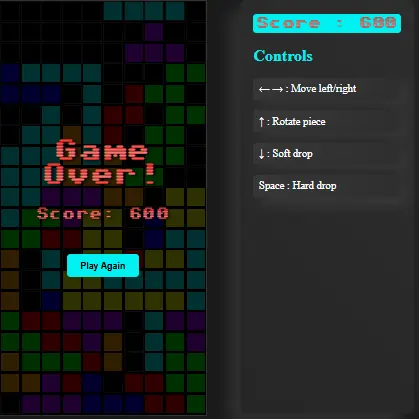 Game
Over!
Score: 600
Play Again
Score : 600
Controls
←→ : Move left/right
↑ : Rotate piece
↓ : Soft drop
Space : Hard drop